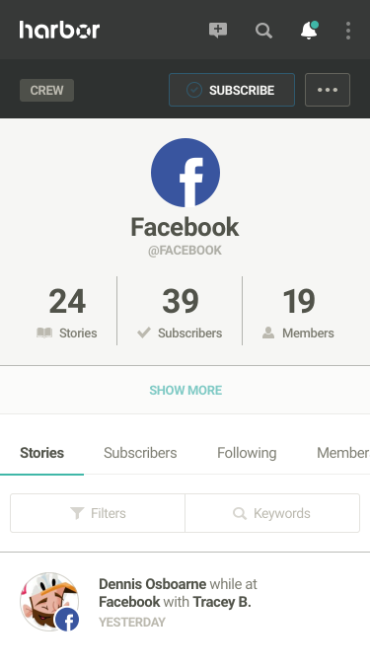 harbor
CREW
SUBSCRIBE
Facebook
@FACEBOOK
24 39 19
Stories Subscribers Members
SHOW MORE
Stories Subscribers Following Member
Filters Keywords
Dennis Osboarne while at
Facebook with Tracey B.
YESTERDAY